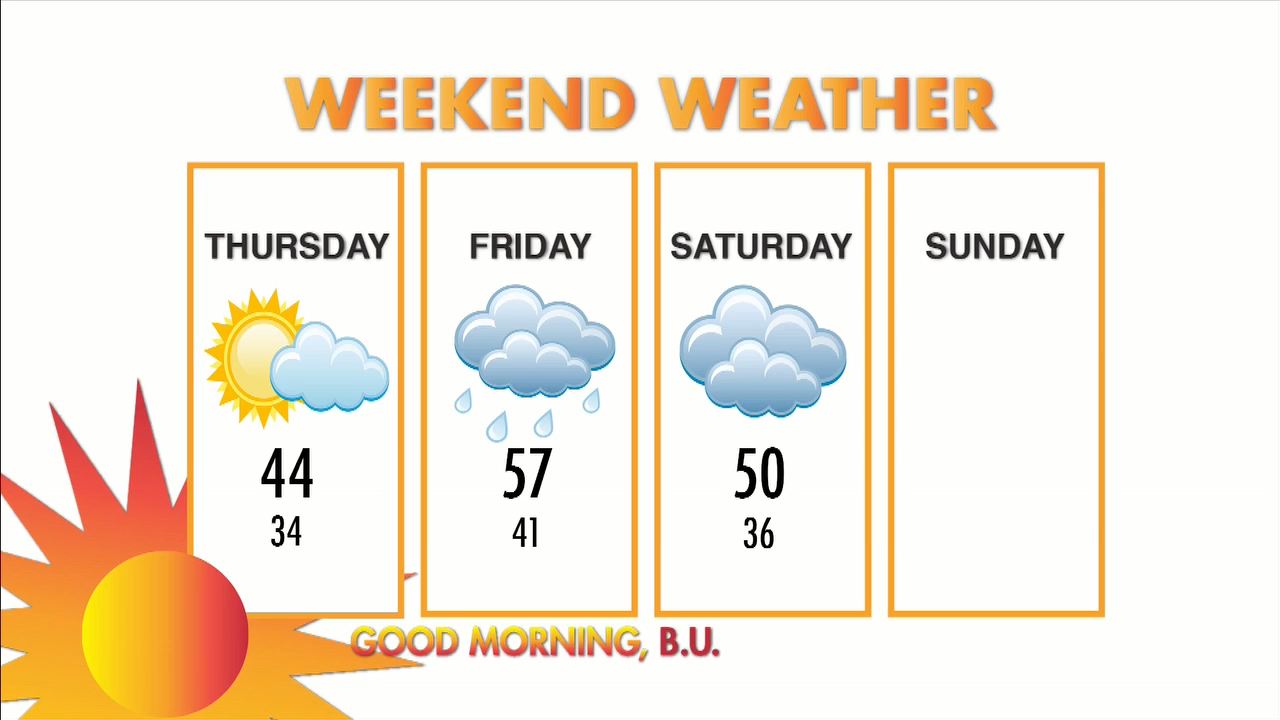 WEEKEND WEATHER
THURSDAY
44
34
FRIDAY
57
41
SATURDAY
50
36
SUNDAY
GOOD MORNING, B.U.